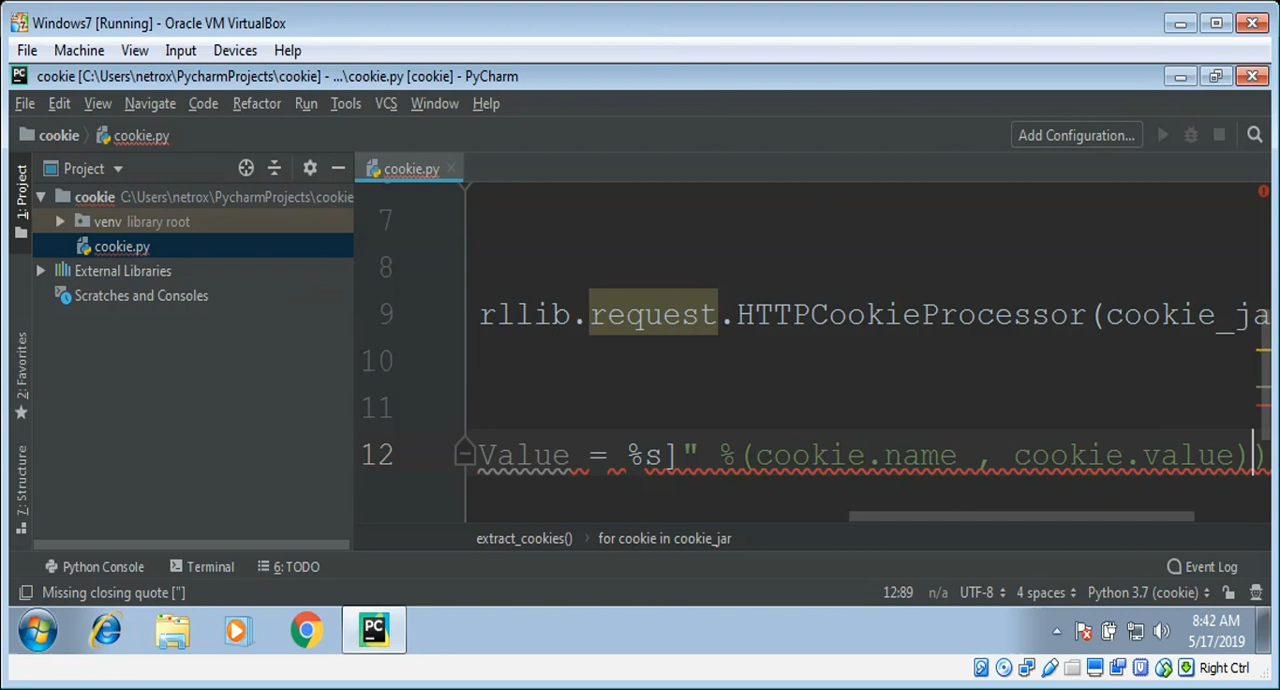 Windows7 [Running] - Oracle VM VirtualBox
File Machine View Input Devices Help
PC cookie [C:\Users\netrox\PycharmProjects\cookie] - ...\cookie.py [cookie] - PyCharm
File Edit View Navigate Code Refactor Run Tools VCS Window Help
cookie cookie.py Add Configuration...
1: Project
Project
cookie.py
cookie C:\Users\netrox\PycharmProjects\cookie
venv library root
cookie.py
External Libraries
Scratches and Consoles
2: Favorites
7: Structure
7
8
9 rllib.request.HTTPCookieProcessor(cookie_ja
10
11
12 Value = %s]" %(cookie.name , cookie.value))
extract_cookies() for cookie in cookie_jar
Python Console Terminal 6: TODO Event Log
Missing closing quote ["] 12:89 n/a UTF-8 4 spaces Python 3.7 (cookie)
PC
8:42 AM
5/17/2019
Right Ctrl